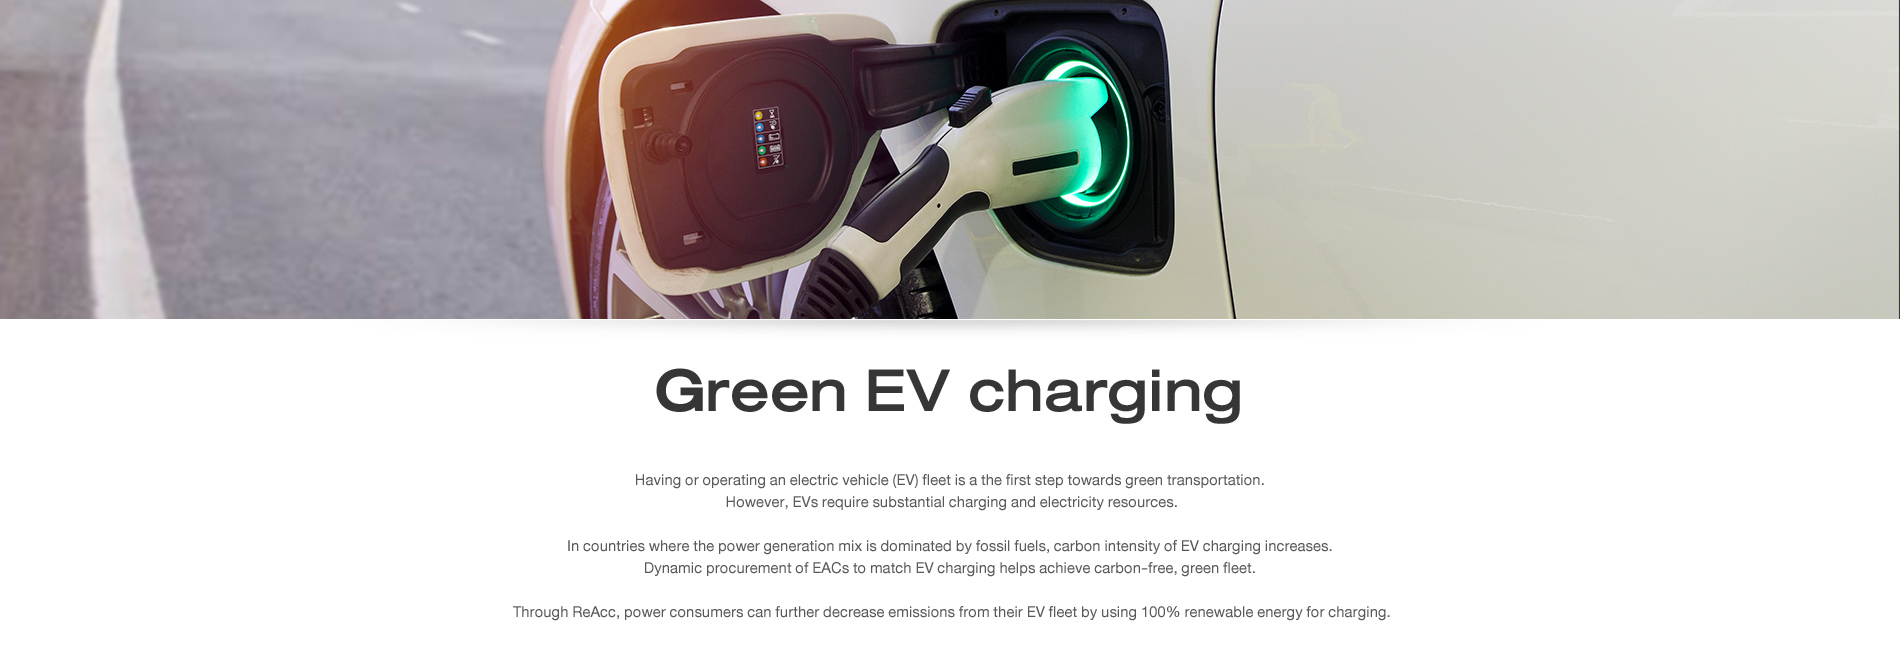 Green EV charging
Having or operating an electric vehicle (EV) fleet is a the first step towards green transportation.
However, EVs require substantial charging and electricity resources.
In countries where the power generation mix is dominated by fossil fuels, carbon intensity of EV charging increases.
Dynamic procurement of EACs to match EV charging helps achieve carbon-free, green fleet.
Through ReAcc, power consumers can further decrease emissions from their EV fleet by using 100% renewable energy for charging.